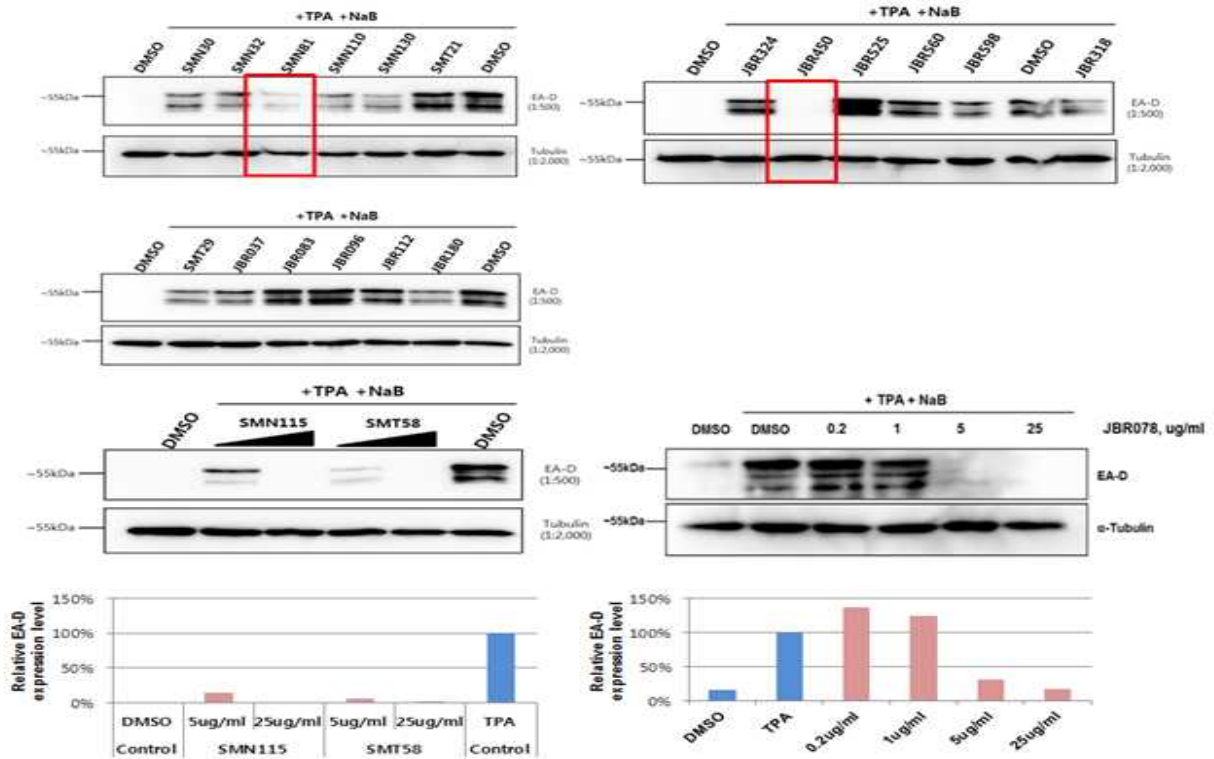 +TPA +NaB
DMSO SMN30 SMN32 SMN81 SMN110 SMN130 SMT21 DMSO
~55kDa EA-D
(1:500)
~55kDa Tubulin
(1:2,000)
+TPA +NaB
DMSO JBR324 JBR450 JBR525 JBR560 JBR598 DMSO JBR318
~55kDa EA-D
(1:500)
~55kDa Tubulin
(1:2,000)
+TPA +NaB
DMSO SMT29 JBR037 JBR083 JBR096 JBR112 JBR180 DMSO
~55kDa EA-D
(1:500)
~55kDa Tubulin
(1:2,000)
+TPA +NaB
DMSO SMN115 SMT58 DMSO
~55kDa EA-D
(1:500)
~55kDa Tubulin
(1:2,000)
+ TPA + NaB
DMSO DMSO 0.2 1 5 25 JBR078, ug/ml
~55kDa EA-D
~55kDa α-Tubulin
Relative EA-D
expression level
150%
100%
50%
0%
DMSO 5ug/ml 25ug/ml 5ug/ml 25ug/ml TPA
Control SMN115 SMT58 Control
Relative EA-D
expression level
150%
100%
50%
0%
DMSO TPA 0.2ug/ml 1ug/ml 5ug/ml 25ug/ml